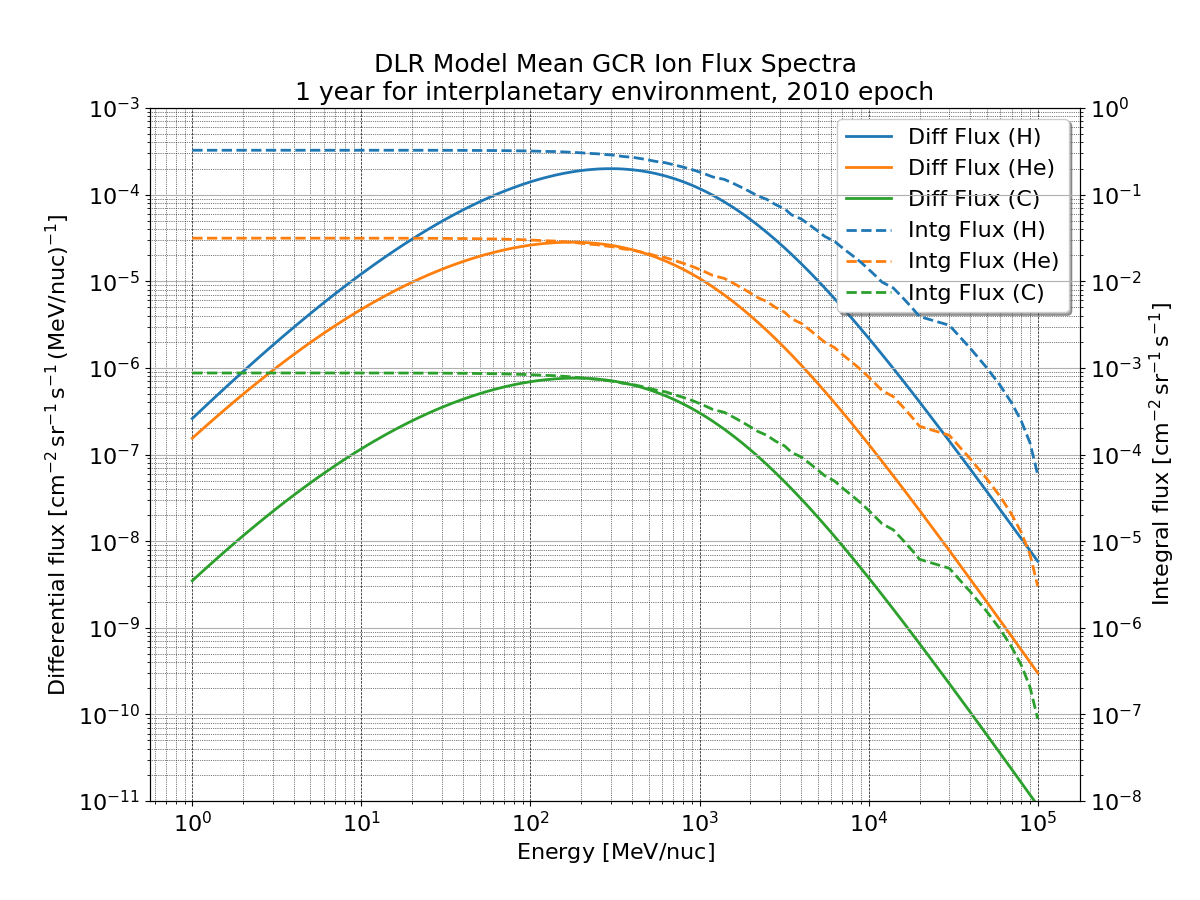 DLR Model Mean GCR Ion Flux Spectra
1 year for interplanetary environment, 2010 epoch
Differential flux [cm⁻² sr⁻¹ s⁻¹ (MeV/nuc)⁻¹]
10⁻³
10⁻⁴
10⁻⁵
10⁻⁶
10⁻⁷
10⁻⁸
10⁻⁹
10⁻¹⁰
10⁻¹¹
Diff Flux (H)
Diff Flux (He)
Diff Flux (C)
Intg Flux (H)
Intg Flux (He)
Intg Flux (C)
10⁰
10⁻¹
10⁻²
10⁻³
10⁻⁴
10⁻⁵
10⁻⁶
10⁻⁷
10⁻⁸
Integral flux [cm⁻² sr⁻¹ s⁻¹]
10⁰ 10¹ 10² 10³ 10⁴ 10⁵
Energy [MeV/nuc]